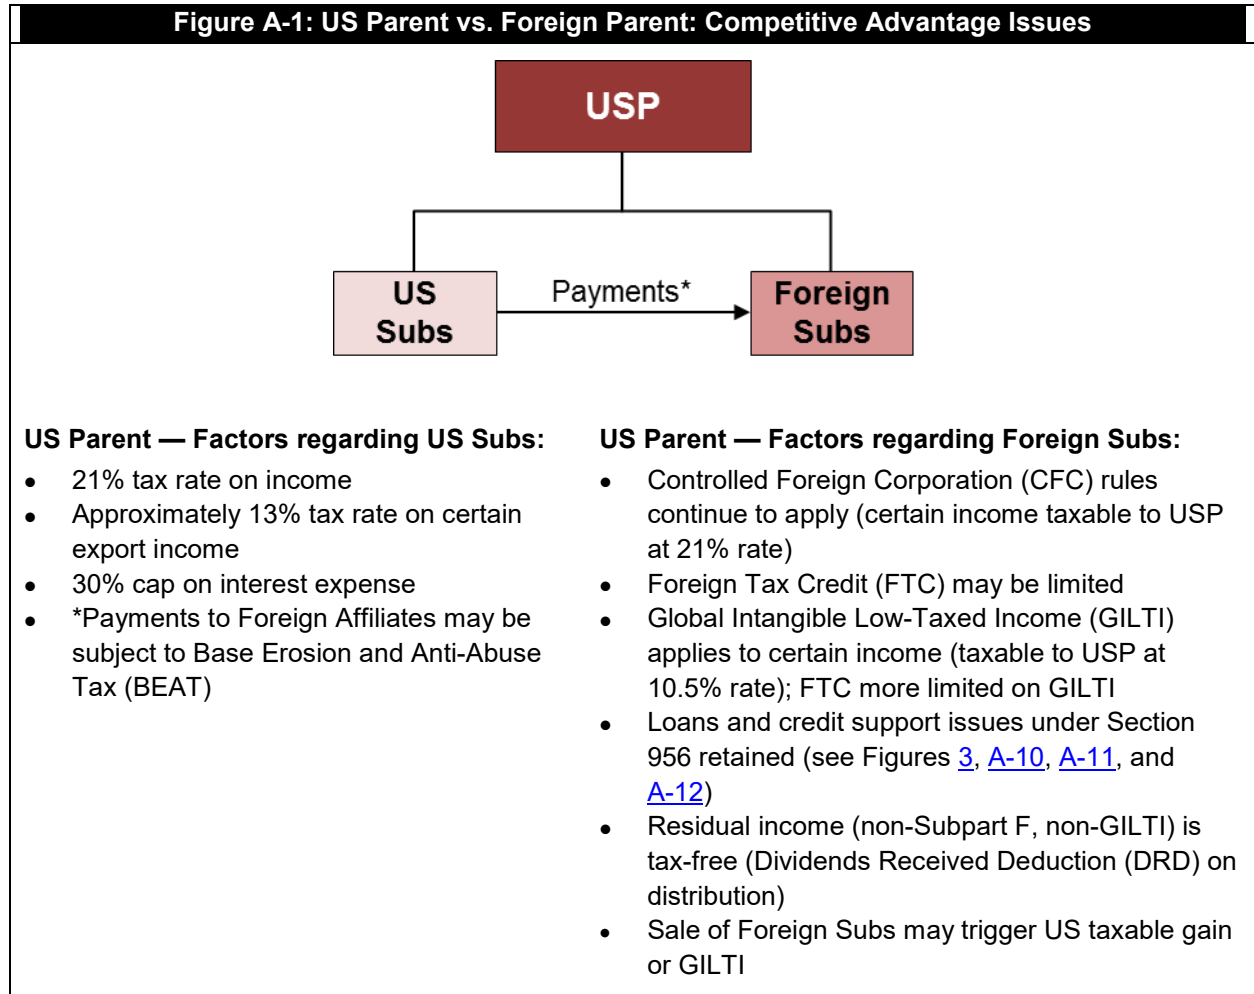 Figure A-1: US Parent vs. Foreign Parent: Competitive Advantage Issues
USP
US
Subs
Payments*
Foreign
Subs
US Parent — Factors regarding US Subs:
• 21% tax rate on income
• Approximately 13% tax rate on certain
export income
• 30% cap on interest expense
• *Payments to Foreign Affiliates may be
subject to Base Erosion and Anti-Abuse
Tax (BEAT)
US Parent — Factors regarding Foreign Subs:
• Controlled Foreign Corporation (CFC) rules
continue to apply (certain income taxable to USP
at 21% rate)
• Foreign Tax Credit (FTC) may be limited
• Global Intangible Low-Taxed Income (GILTI)
applies to certain income (taxable to USP at
10.5% rate); FTC more limited on GILTI
• Loans and credit support issues under Section
956 retained (see Figures 3, A-10, A-11, and
A-12)
• Residual income (non-Subpart F, non-GILTI) is
tax-free (Dividends Received Deduction (DRD) on
distribution)
• Sale of Foreign Subs may trigger US taxable gain
or GILTI